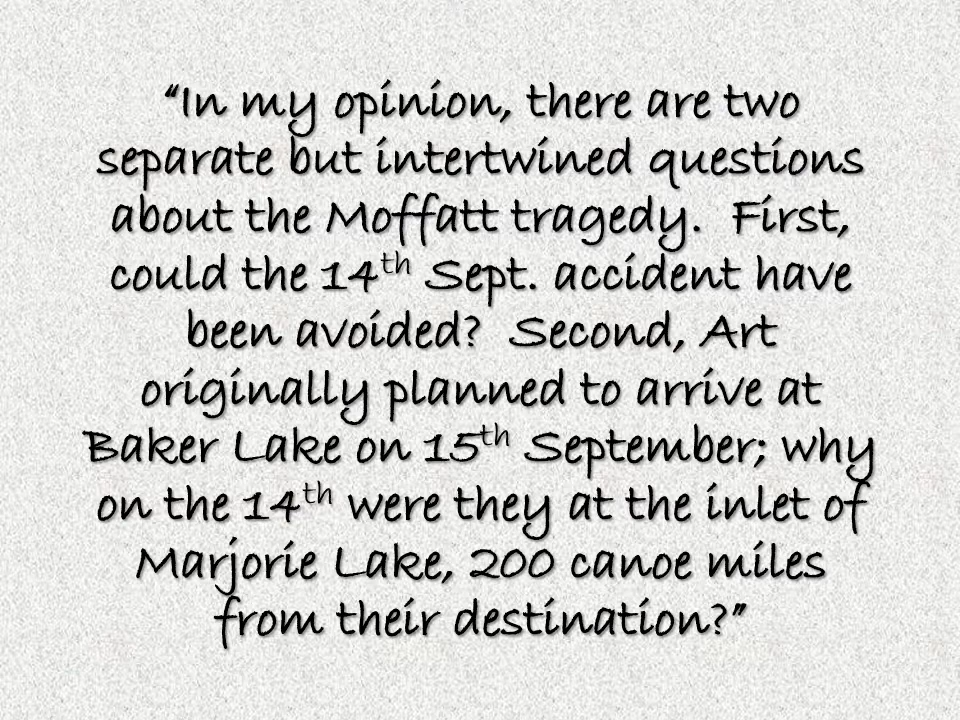 “In my opinion, there are two
separate but intertwined questions
about the Moffatt tragedy.  First,
could the 14th Sept. accident have
been avoided?  Second, Art
originally planned to arrive at
Baker Lake on 15th September; why
on the 14th were they at the inlet of
Marjorie Lake, 200 canoe miles
from their destination?”